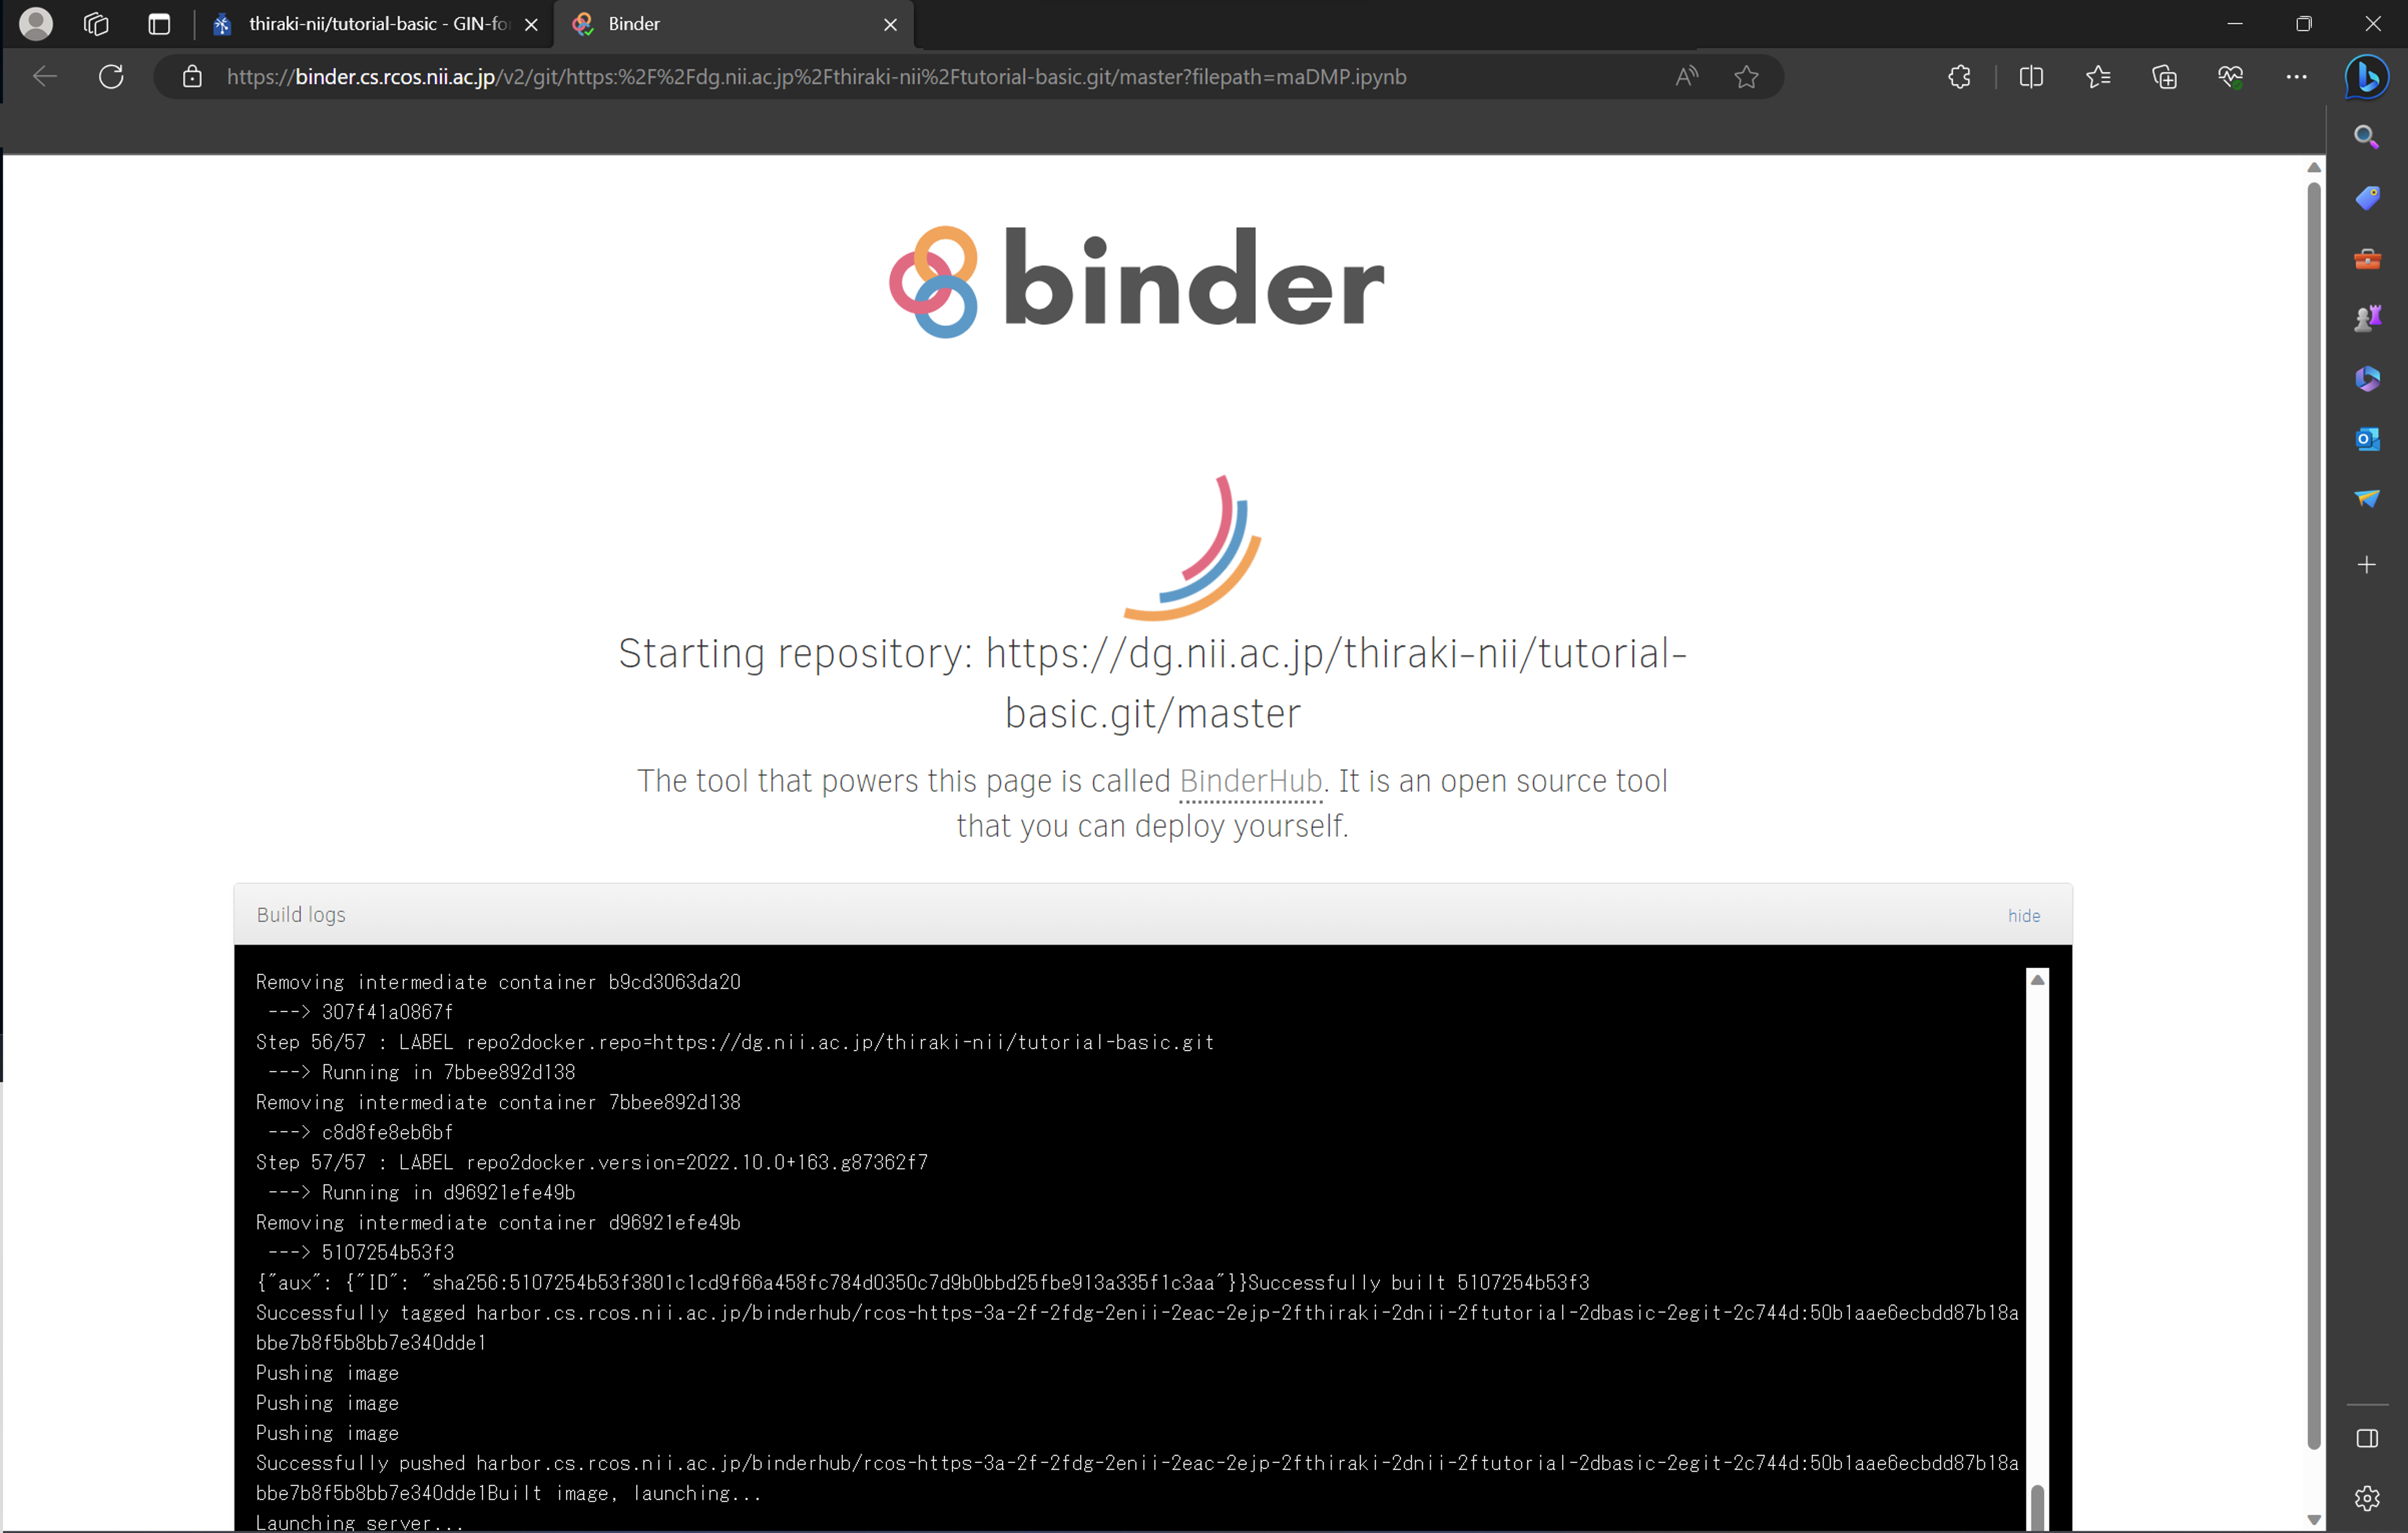 thiraki-nii/tutorial-basic - GIN-fo
Binder
https://binder.cs.rcos.nii.ac.jp/v2/git/https:%2F%2Fdg.nii.ac.jp%2Fthiraki-nii%2Ftutorial-basic.git/master?filepath=maDMP.ipynb
binder
Starting repository: https://dg.nii.ac.jp/thiraki-nii/tutorial-
basic.git/master
The tool that powers this page is called BinderHub. It is an open source tool
that you can deploy yourself.
Build logs
hide
Removing intermediate container b9cd3063da20
---> 307f41a0867f
Step 56/57 : LABEL repo2docker.repo=https://dg.nii.ac.jp/thiraki-nii/tutorial-basic.git
---> Running in 7bbee892d138
Removing intermediate container 7bbee892d138
---> c8d8fe8eb6bf
Step 57/57 : LABEL repo2docker.version=2022.10.0+163.g87362f7
---> Running in d96921efe49b
Removing intermediate container d96921efe49b
---> 5107254b53f3
{"aux": {"ID": "sha256:5107254b53f3801c1cd9f66a458fc784d0350c7d9b0bbd25fbe913a335f1c3aa"}}Successfully built 5107254b53f3
Successfully tagged harbor.cs.rcos.nii.ac.jp/binderhub/rcos-https-3a-2f-2fdg-2enii-2eac-2ejp-2fthiraki-2dnii-2ftutorial-2dbasic-2egit-2c744d:50b1aae6ecbdd87b18a
bbe7b8f5b8bb7e340dde1
Pushing image
Pushing image
Pushing image
Successfully pushed harbor.cs.rcos.nii.ac.jp/binderhub/rcos-https-3a-2f-2fdg-2enii-2eac-2ejp-2fthiraki-2dnii-2ftutorial-2dbasic-2egit-2c744d:50b1aae6ecbdd87b18a
bbe7b8f5b8bb7e340dde1Built image, launching...
Launching server...